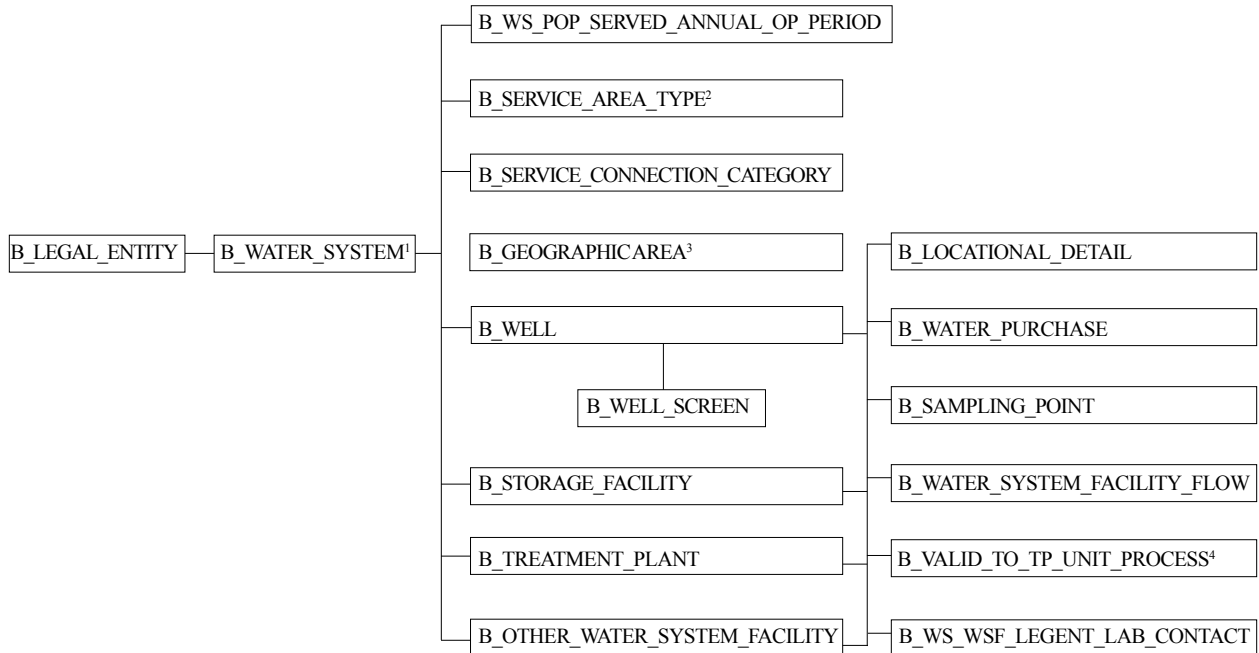 B_WS_POP_SERVED_ANNUAL_OP_PERIOD
B_SERVICE_AREA_TYPE²
B_SERVICE_CONNECTION_CATEGORY
B_LEGAL_ENTITY
B_WATER_SYSTEM¹
B_GEOGRAPHICAREA³
B_LOCATIONAL_DETAIL
B_WELL
B_WATER_PURCHASE
B_WELL_SCREEN
B_SAMPLING_POINT
B_STORAGE_FACILITY
B_WATER_SYSTEM_FACILITY_FLOW
B_TREATMENT_PLANT
B_VALID_TO_TP_UNIT_PROCESS⁴
B_OTHER_WATER_SYSTEM_FACILITY
B_WS_WSF_LEGENT_LAB_CONTACT